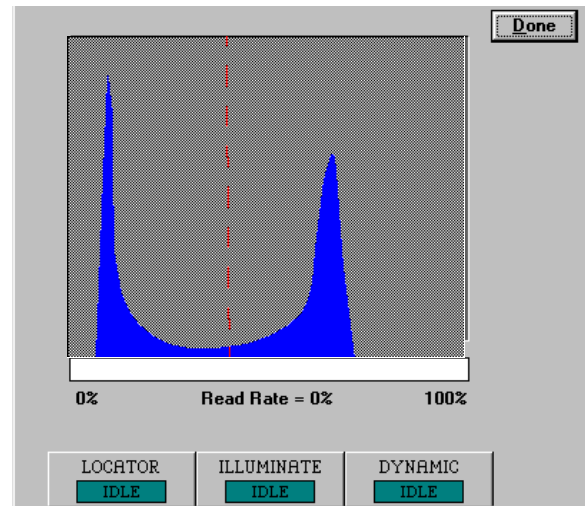 Done
0% Read Rate = 0% 100%
LOCATOR ILLUMINATE DYNAMIC
IDLE IDLE IDLE